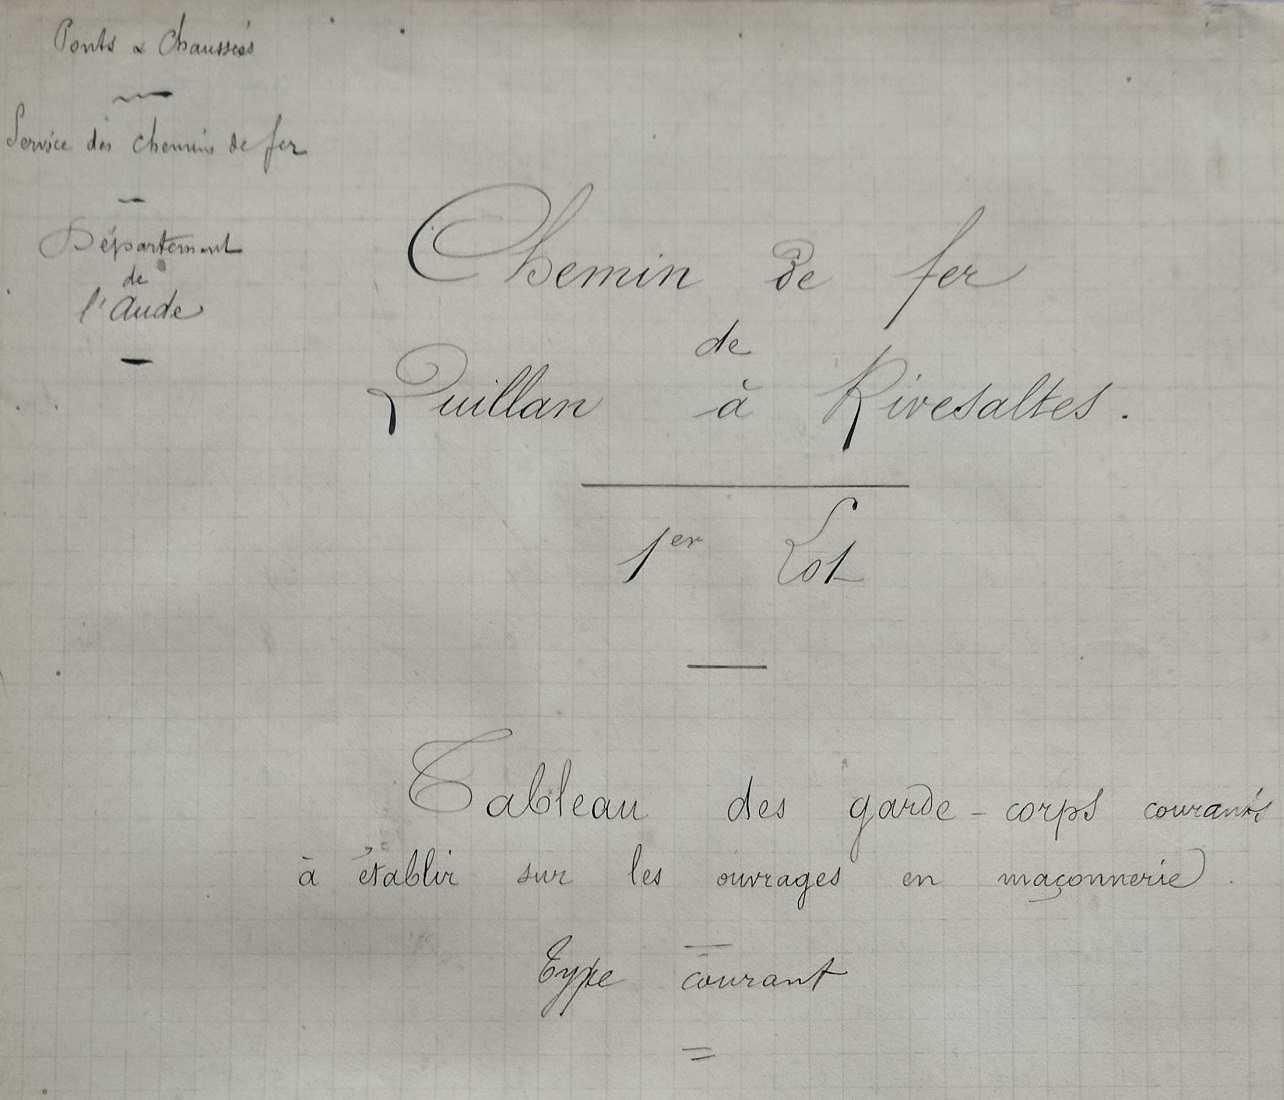 Ponts & Chaussées
Service des chemins de fer
Département
de
l'Aude
Chemin de fer
de
Quillan à Rivesaltes.
1er Lot
Tableau des garde-corps courants
à établir sur les ouvrages en maçonnerie.
Type courant